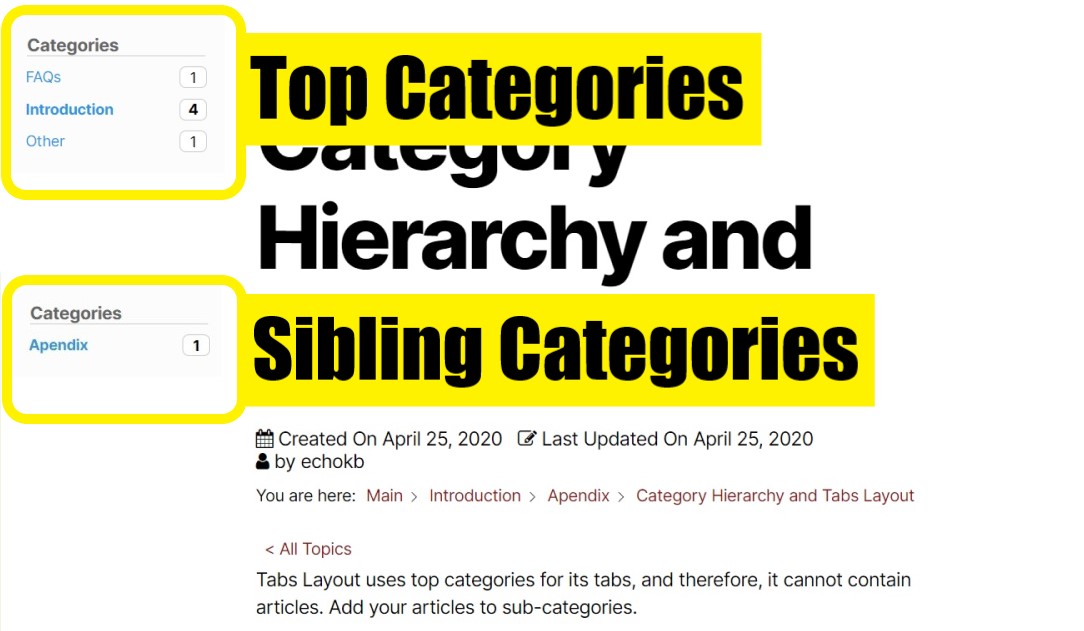 Categories
FAQs 1
Introduction 4
Other 1
Top Categories
Category
Hierarchy and
Categories
Apendix 1
Sibling Categories
Created On April 25, 2020 Last Updated On April 25, 2020
by echokb
You are here: Main > Introduction > Apendix > Category Hierarchy and Tabs Layout
< All Topics
Tabs Layout uses top categories for its tabs, and therefore, it cannot contain
articles. Add your articles to sub-categories.